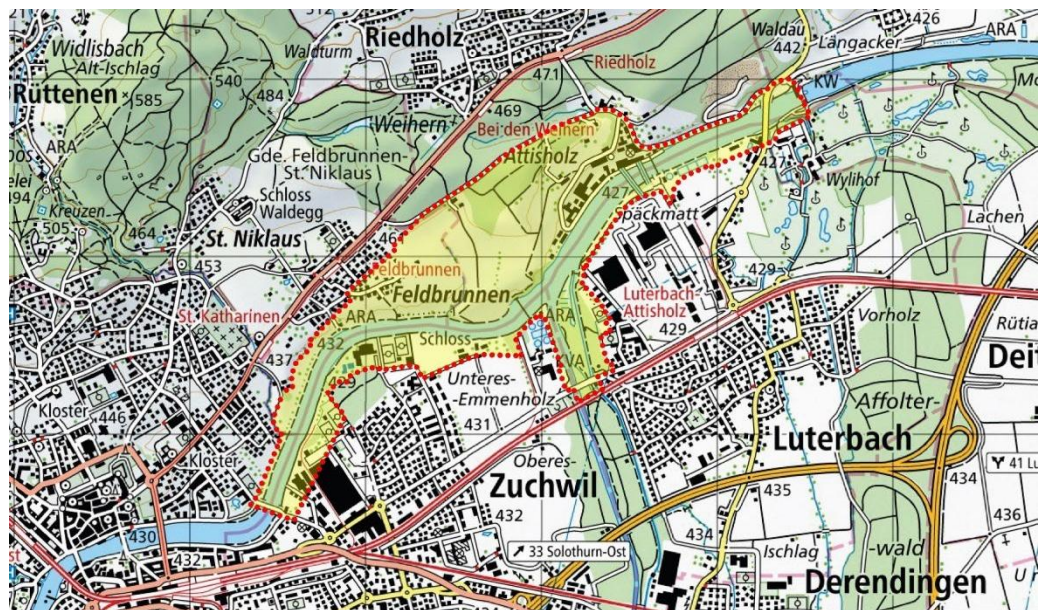 512
426
ARA
Widlisbach
Alt-Ischlag
Waldturm
Riedholz
Waldau
442
Längacker
Rüttenen
585
540
484
471
Riedholz
KW
ARA
Weihern
469
Bei den Weihern
Attisholz
Gde. Feldbrunnen-
St. Niklaus
427
427
Wylihof
Schloss
Waldegg
Späckmatt
Kreuzen
505
464
St. Niklaus
Lachen
453
Feldbrunnen
429
St. Katharinen
Feldbrunnen
Luterbach-
Attisholz
429
Vorholz
ARA
ARA
432
Schloss
437
KVA
429
Unteres-
-Emmenholz
431
Kloster
446
Affolter-
Kloster
Luterbach
Oberes-
Zuchwil
435
434
432
430
432
436
33 Solothurn-Ost
434
Ischlag
-wald
Derendingen